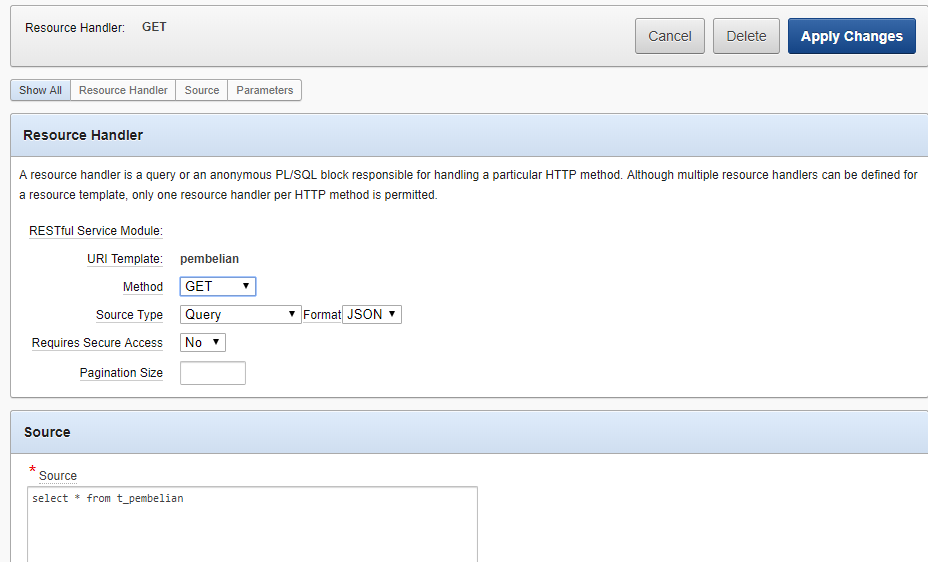 Resource Handler: GET
Cancel Delete Apply Changes
Show All Resource Handler Source Parameters
Resource Handler
A resource handler is a query or an anonymous PL/SQL block responsible for handling a particular HTTP method. Although multiple resource handlers can be defined for
a resource template, only one resource handler per HTTP method is permitted.
RESTful Service Module:
URI Template: pembelian
Method GET
Source Type Query Format JSON
Requires Secure Access No
Pagination Size
Source
* Source
select * from t_pembelian